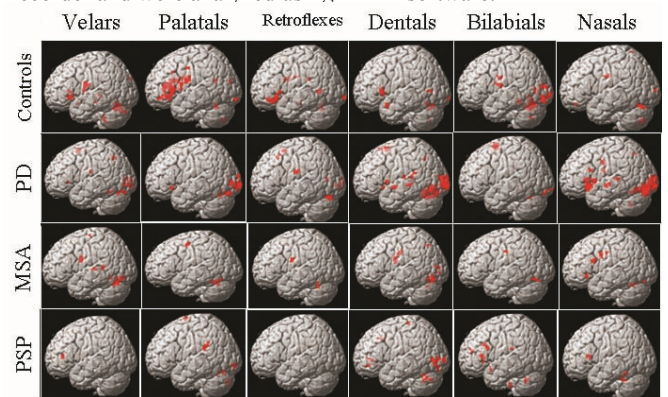 Velars Palatals Retroflexes Dentals Bilabials Nasals
Controls
PD
MSA
PSP